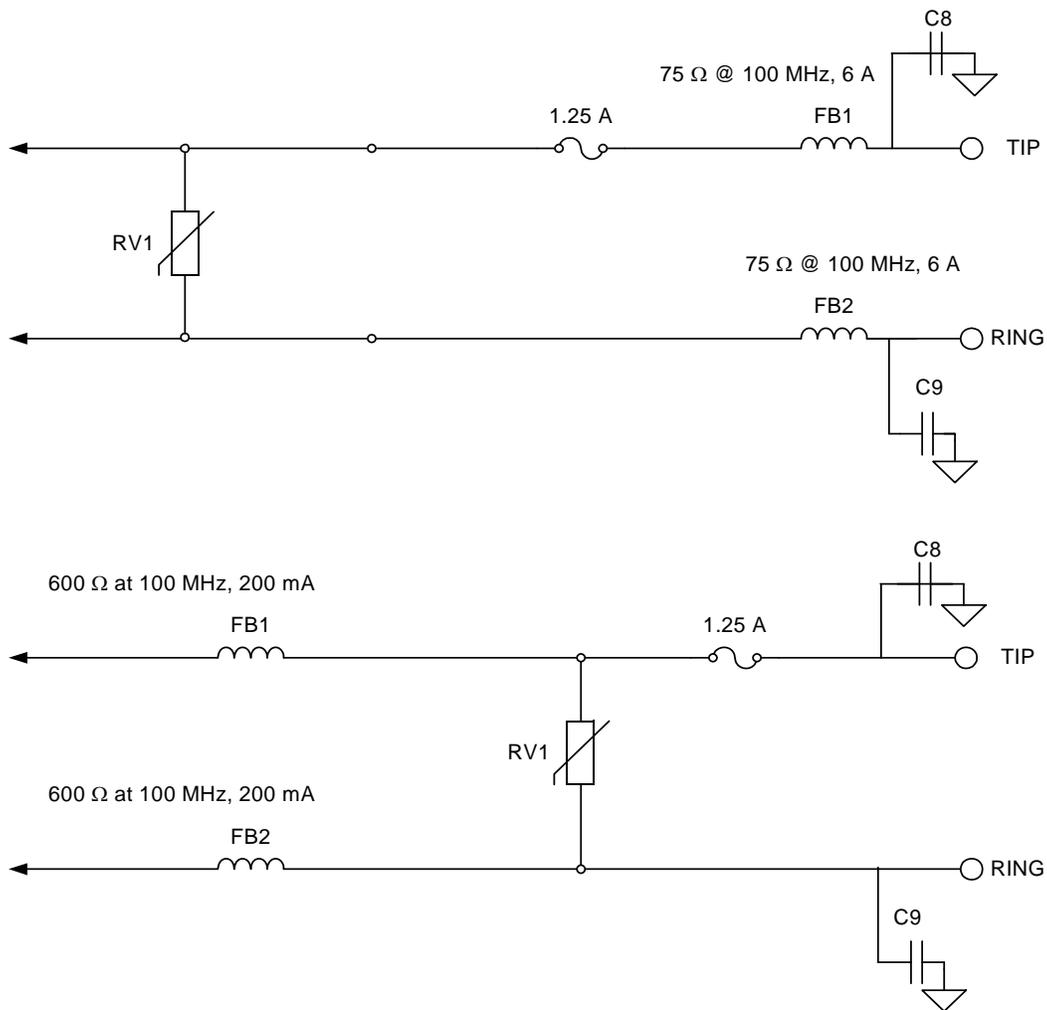 C8
75 Ω @ 100 MHz, 6 A
1.25 A
FB1
TIP
RV1
75 Ω @ 100 MHz, 6 A
FB2
RING
C9
C8
600 Ω at 100 MHz, 200 mA
FB1
1.25 A
TIP
RV1
600 Ω at 100 MHz, 200 mA
FB2
RING
C9